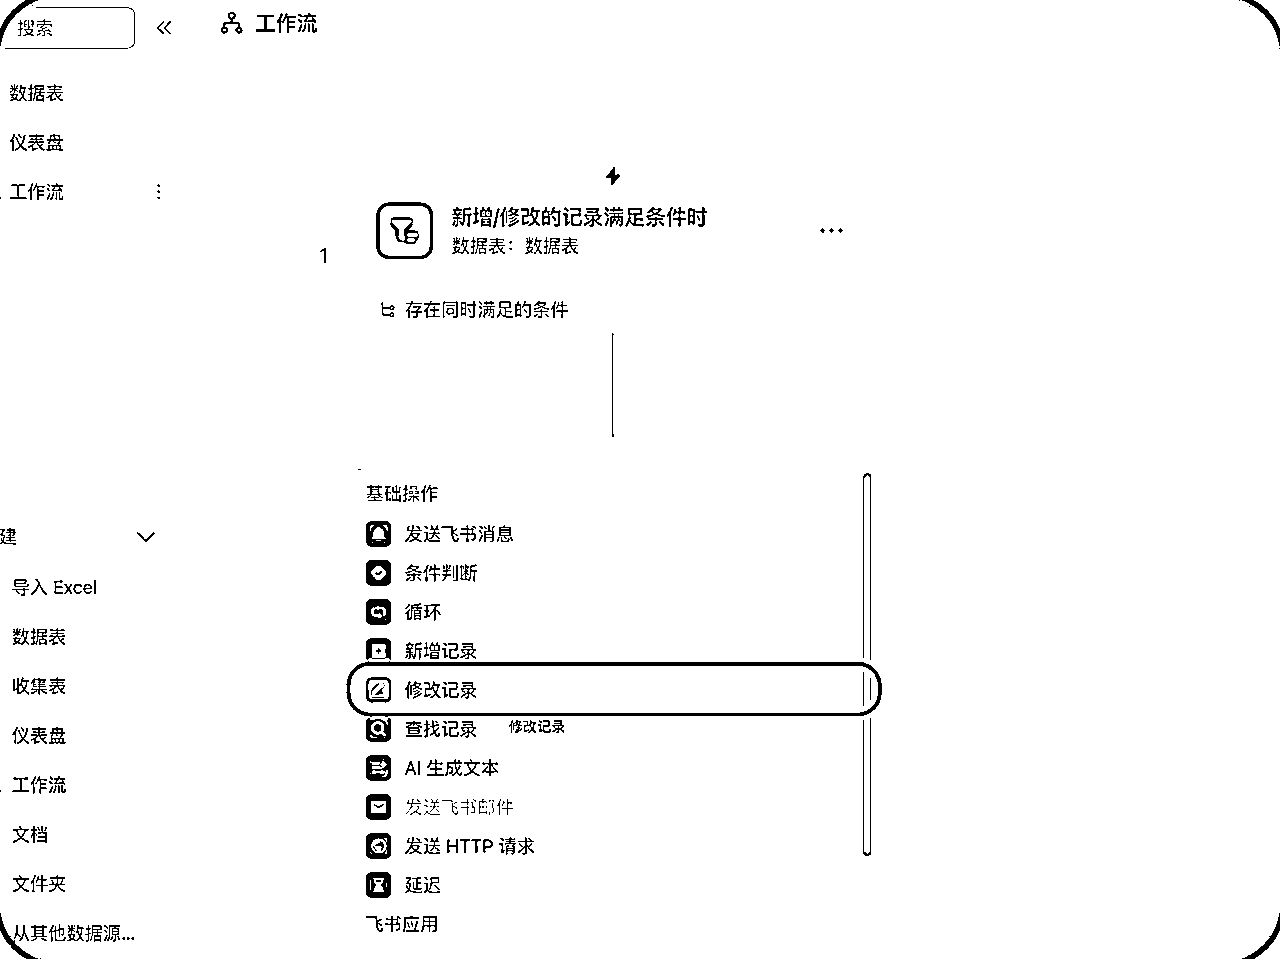 搜索
工作流
数据表
仪表盘
工作流
新增/修改的记录满足条件时
数据表：数据表
1
存在同时满足的条件
基础操作
发送飞书消息
建
条件判断
导入 Excel
循环
数据表
新增记录
收集表
修改记录
查找记录
修改记录
仪表盘
AI 生成文本
工作流
发送飞书邮件
文档
发送 HTTP 请求
文件夹
延迟
飞书应用
从其他数据源...